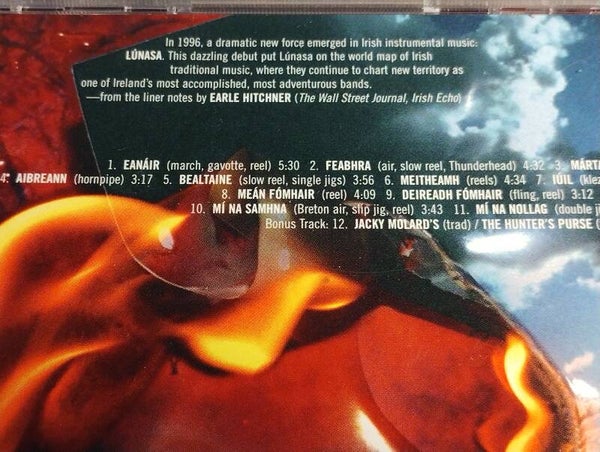 In 1996, a dramatic new force emerged in Irish instrumental music:
LÚNASA. This dazzling debut put Lúnasa on the world map of Irish
traditional music, where they continue to chart new territory as
one of Ireland's most accomplished, most adventurous bands.
—from the liner notes by EARLE HITCHNER (The Wall Street Journal, Irish Echo)
1. EANÁIR (march, gavotte, reel) 5:30 2. FEABHRA (air, slow reel, Thunderhead) 4:32 3. MÁRTA
4. AIBREANN (hornpipe) 3:17 5. BEALTAINE (slow reel, single jigs) 3:56 6. MEITHEAMH (reels) 4:34 7. IÚIL (klez
8. MEÁN FÓMHAIR (reel) 4:09 9. DEIREADH FÓMHAIR (fling, reel) 3:12
10. MÍ NA SAMHNA (Breton air, slip jig, reel) 3:43 11. MÍ NA NOLLAG (double ji
Bonus Track: 12. JACKY MOLARD'S (trad) / THE HUNTER'S PURSE (